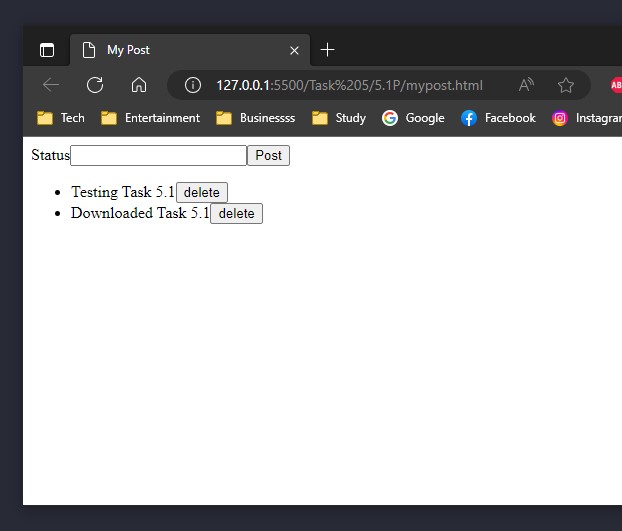 My Post
127.0.0.1:5500/Task%205/5.1P/mypost.html A
Tech Entertainment Businessss Study Google Facebook Instagram
Status Post
Testing Task 5.1 delete
Downloaded Task 5.1 delete